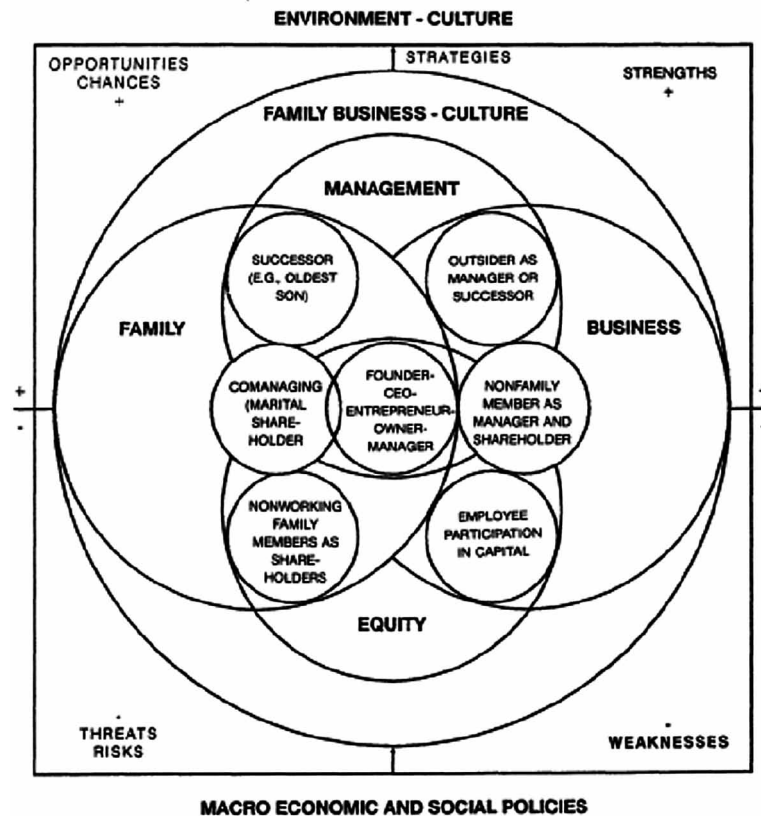 ENVIRONMENT - CULTURE
OPPORTUNITIES
CHANCES
+
STRATEGIES
STRENGTHS
+
FAMILY BUSINESS - CULTURE
MANAGEMENT
SUCCESSOR
(E.G., OLDEST
SON)
OUTSIDER AS
MANAGER OR
SUCCESSOR
FAMILY
BUSINESS
COMANAGING
(MARITAL
SHARE-
HOLDER
FOUNDER-
CEO-
ENTREPRENEUR-
OWNER-
MANAGER
NONFAMILY
MEMBER AS
MANAGER AND
SHAREHOLDER
+
-
+
-
NONWORKING
FAMILY
MEMBERS AS
SHARE-
HOLDERS
EMPLOYEE
PARTICIPATION
IN CAPITAL
EQUITY
-
THREATS
RISKS
-
WEAKNESSES
MACRO ECONOMIC AND SOCIAL POLICIES